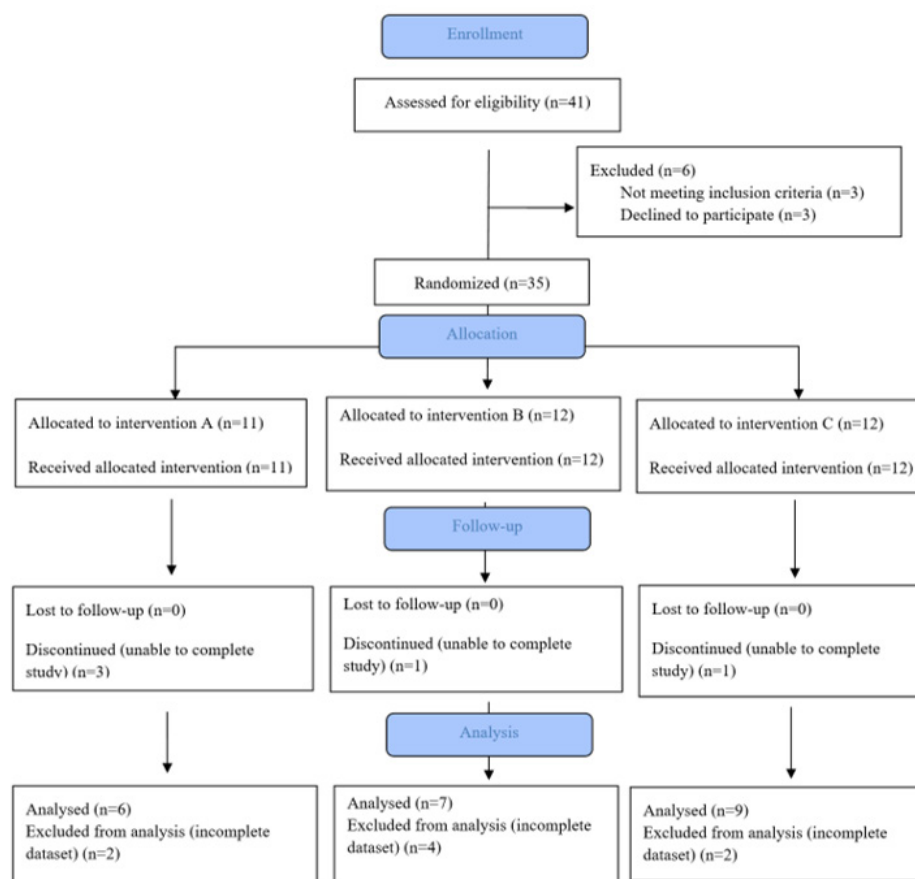 Enrollment
Assessed for eligibility (n=41)
Excluded (n=6)
Not meeting inclusion criteria (n=3)
Declined to participate (n=3)
Randomized (n=35)
Allocation
Allocated to intervention A (n=11)
Received allocated intervention (n=11)
Allocated to intervention B (n=12)
Received allocated intervention (n=12)
Allocated to intervention C (n=12)
Received allocated intervention (n=12)
Follow-up
Lost to follow-up (n=0)
Discontinued (unable to complete
study) (n=3)
Lost to follow-up (n=0)
Discontinued (unable to complete
study) (n=1)
Lost to follow-up (n=0)
Discontinued (unable to complete
study) (n=1)
Analysis
Analysed (n=6)
Excluded from analysis (incomplete
dataset) (n=2)
Analysed (n=7)
Excluded from analysis (incomplete
dataset) (n=4)
Analysed (n=9)
Excluded from analysis (incomplete
dataset) (n=2)